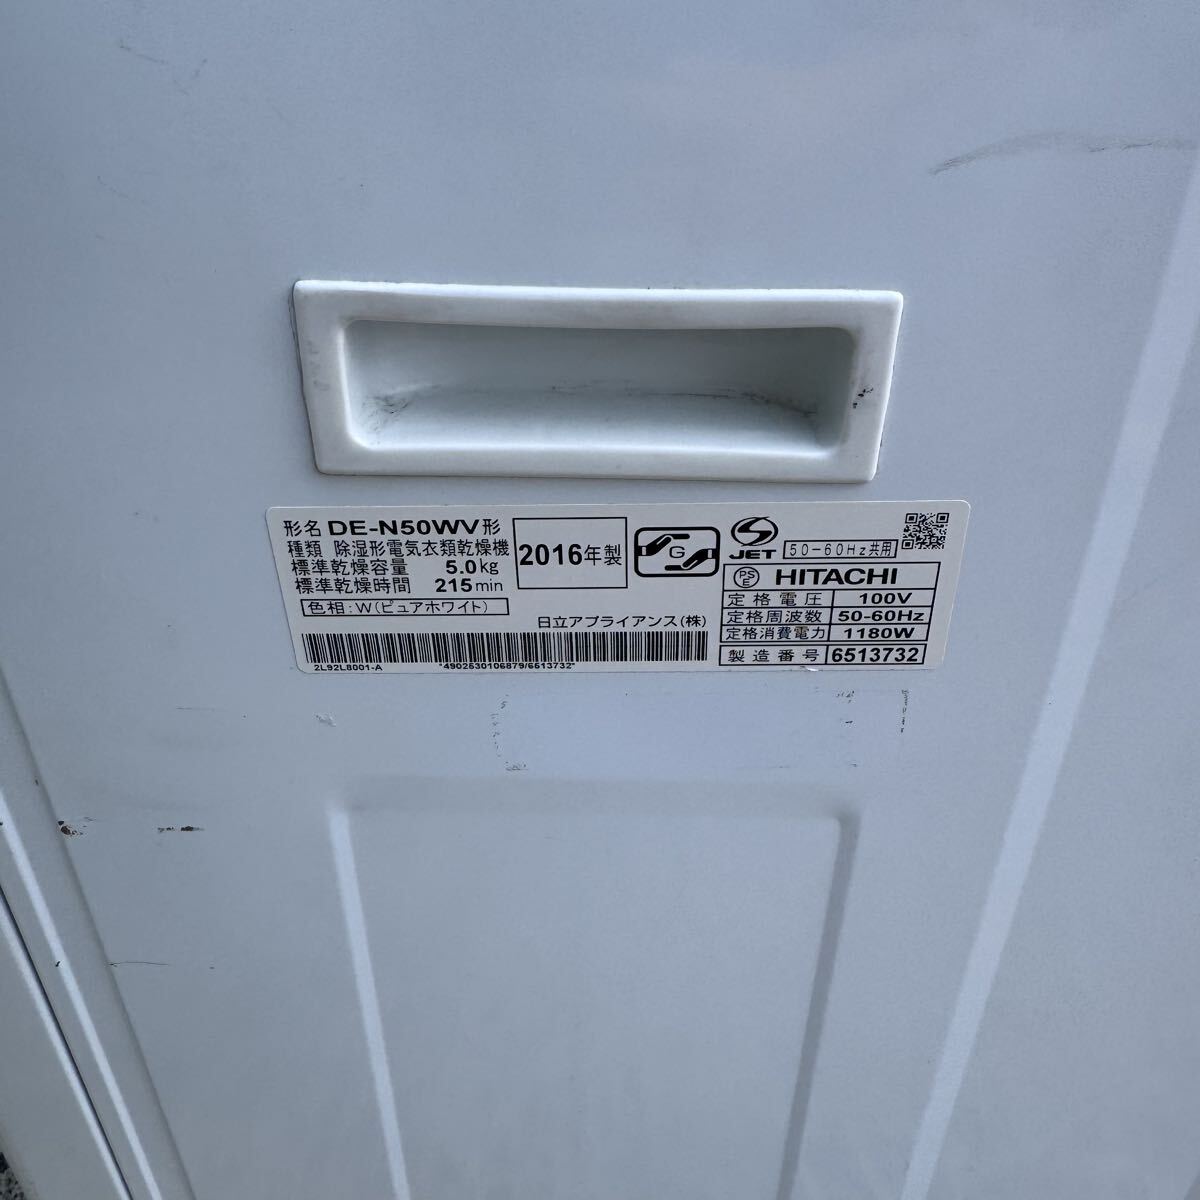 形名 DE-N50WV形
種類 除湿形電気衣類乾燥機
標準乾燥容量 5.0kg
標準乾燥時間 215min
色相:W(ピュアホワイト)
2016年製
G
日立アプライアンス(株)
2L92L8001-A
*4902530106879/6513732*
S
JET
50-60Hz共用
PSE HITACHI
定格電圧 100V
定格周波数 50-60Hz
定格消費電力 1180W
製造番号 6513732